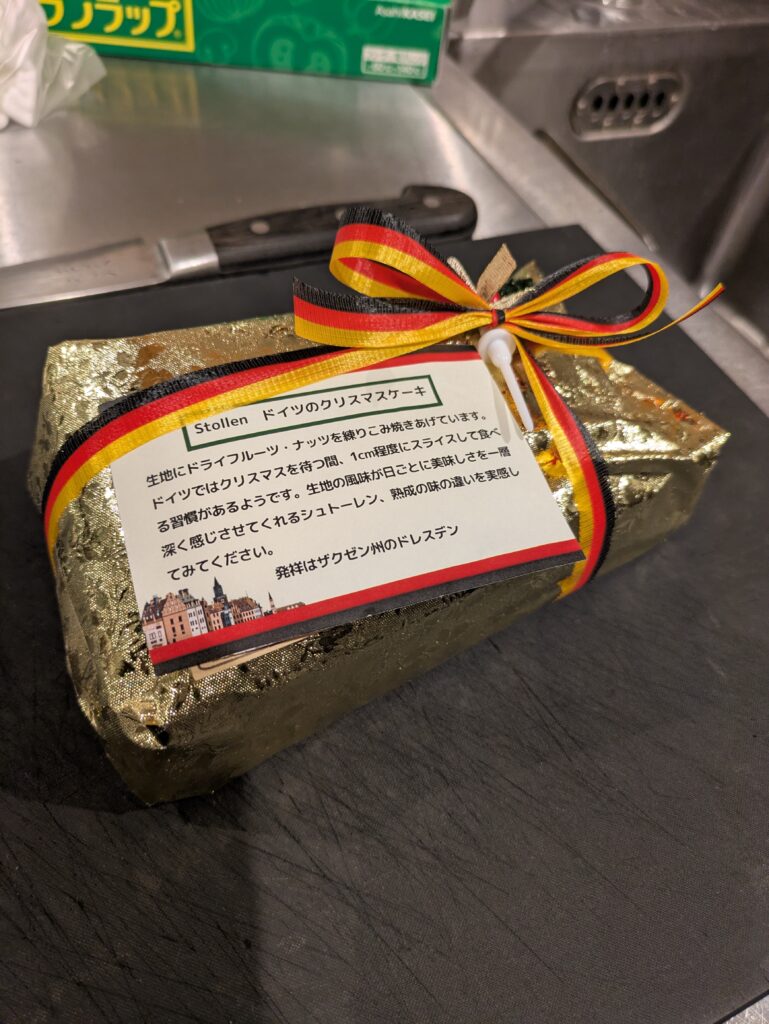 ラップ®
Asahi KASEI
Stollen ドイツのクリスマスケーキ
生地にドライフルーツ・ナッツを練りこみ焼きあげています。
ドイツではクリスマスを待つ間、1cm程度にスライスして食べ
る習慣があるようです。生地の風味が日ごとに美味しさを一層
深く感じさせてくれるシュトーレン、熟成の味の違いを実感し
てみてください。
発祥はザクゼン州のドレスデン